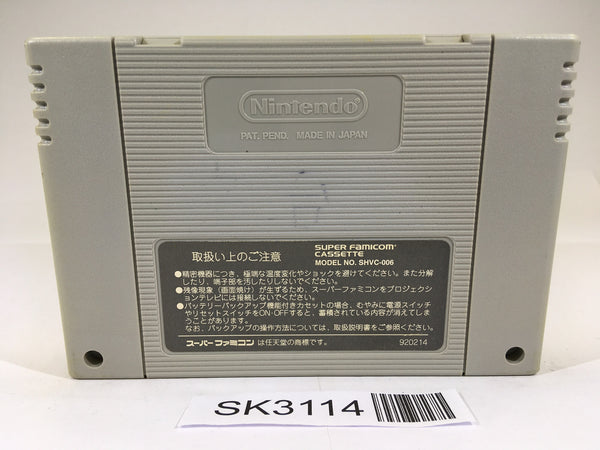 Nintendo
PAT. PEND. MADE IN JAPAN
取扱い上のご注意
SUPER FAMICOM
CASSETTE
MODEL NO. SHVC-006
●精密機器につき、極端な温度変化やショックを避けてください。また分解
したり、端子部を汚したりしないでください。
●残像現象（画面焼け）が生ずるため、スーパーファミコンをプロジェクシ
ョンテレビには接続しないでください。
●バッテリーバックアップ機能付きカセットの場合、むやみに電源スイッチ
やリセットスイッチをON・OFFすると、蓄積されている内容が消えてしま
うことがあります。
なお、バックアップの操作方法については、取扱説明書をご参照ください。
スーパーファミコン は任天堂の商標です。
920214
SK3114